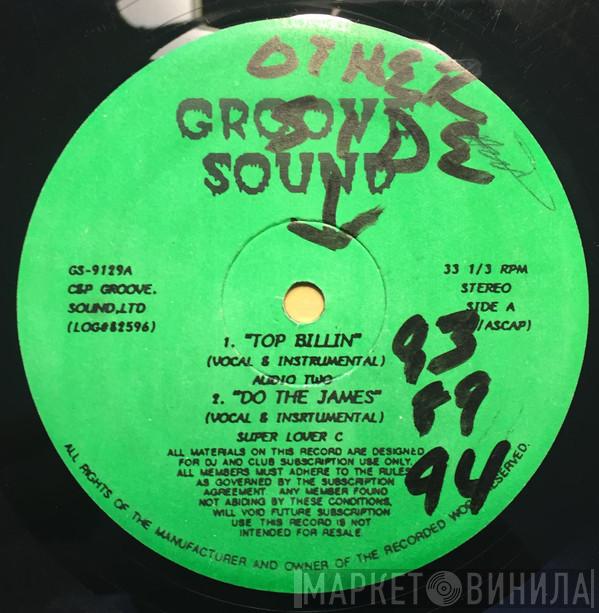 OTHER
SIDE
GROOVE
SOUND
GS-9129A
C&P GROOVE.
SOUND,LTD
(LOG#82596)
33 1/3 RPM
STEREO
SIDE A
/ASCAP)
1. "TOP BILLIN"
(VOCAL & INSTRUMENTAL)
AUDIO TWO
2. "DO THE JAMES"
(VOCAL & INSRTUMENTAL)
SUPER LOVER C
93
89
94
ALL MATERIALS ON THIS RECORD ARE DESIGNED
FOR DJ AND CLUB SUBSCRIPTION USE ONLY.
ALL MEMBERS MUST ADHERE TO THE RULES
AS GOVERNED BY THE SUBSCRIPTION
AGREEMENT. ANY MEMBER FOUND
NOT ABIDING BY THESE CONDITIONS,
WILL VOID FUTURE SUBSCRIPTION
USE THIS RECORD IS NOT
INTENDED FOR RESALE.
ALL RIGHTS OF THE MANUFACTURER AND OWNER OF THE RECORDED WORK RESERVED.
МАРКЕТ ВИНИЛА